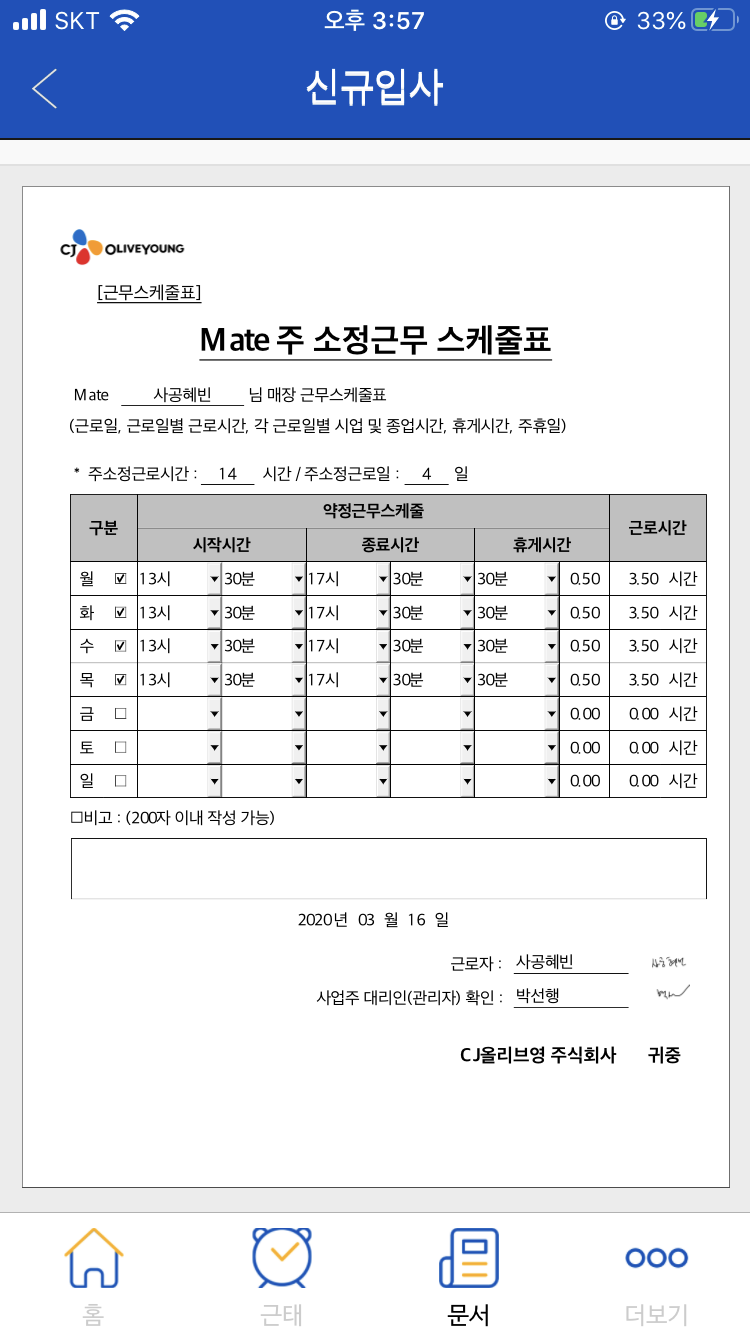 SKT 오후 3:57 33%
신규입사
CJ OLIVEYOUNG
[근무스케줄표]
Mate 주 소정근무 스케줄표
Mate 사공혜빈 님 매장 근무스케줄표
(근로일, 근로일별 근로시간, 각 근로일별 시업 및 종업시간, 휴게시간, 주휴일)
* 주소정근로시간 : 14 시간 / 주소정근로일 : 4 일
구분 약정근무스케줄 근로시간
시작시간 종료시간 휴게시간
월 13시 30분 17시 30분 30분 0.50 3.50 시간
화 13시 30분 17시 30분 30분 0.50 3.50 시간
수 13시 30분 17시 30분 30분 0.50 3.50 시간
목 13시 30분 17시 30분 30분 0.50 3.50 시간
금 0.00 0.00 시간
토 0.00 0.00 시간
일 0.00 0.00 시간
□비고 : (200자 이내 작성 가능)
2020년 03 월 16 일
근로자 : 사공혜빈 사공혜빈
사업주 대리인(관리자) 확인 : 박선행
CJ올리브영 주식회사 귀중
홈 근태 문서 더보기